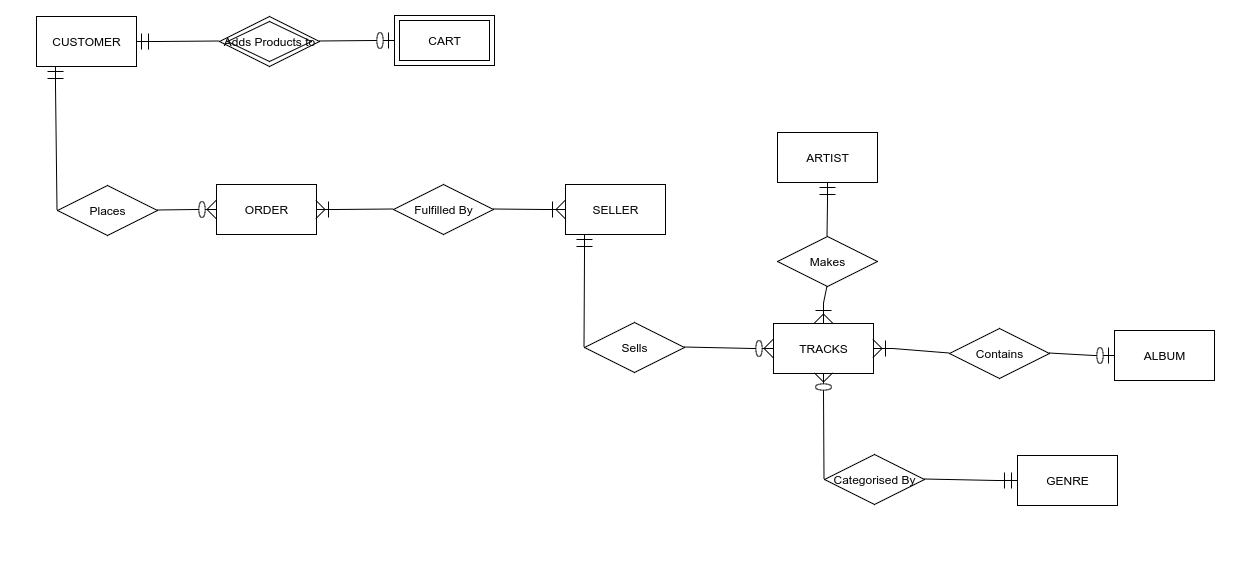 CUSTOMER
Adds Products to
CART
ARTIST
Places
ORDER
Fulfilled By
SELLER
Makes
Sells
TRACKS
Contains
ALBUM
Categorised By
GENRE